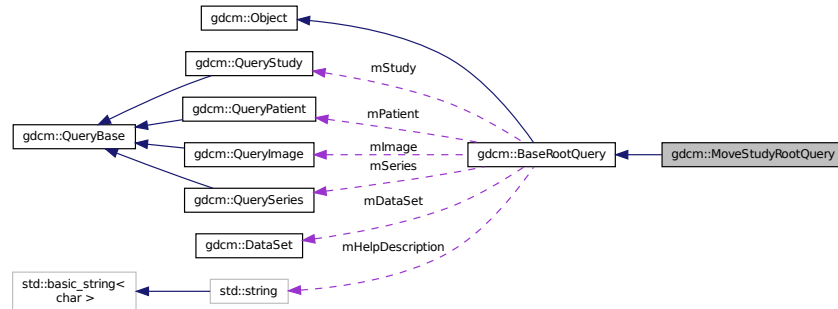 gdcm::Object
gdcm::QueryStudy
mStudy
gdcm::QueryPatient
mPatient
gdcm::QueryBase
gdcm::QueryImage
mImage
gdcm::BaseRootQuery
gdcm::MoveStudyRootQuery
mSeries
gdcm::QuerySeries
mDataSet
gdcm::DataSet
mHelpDescription
std::basic_string<
char >
std::string